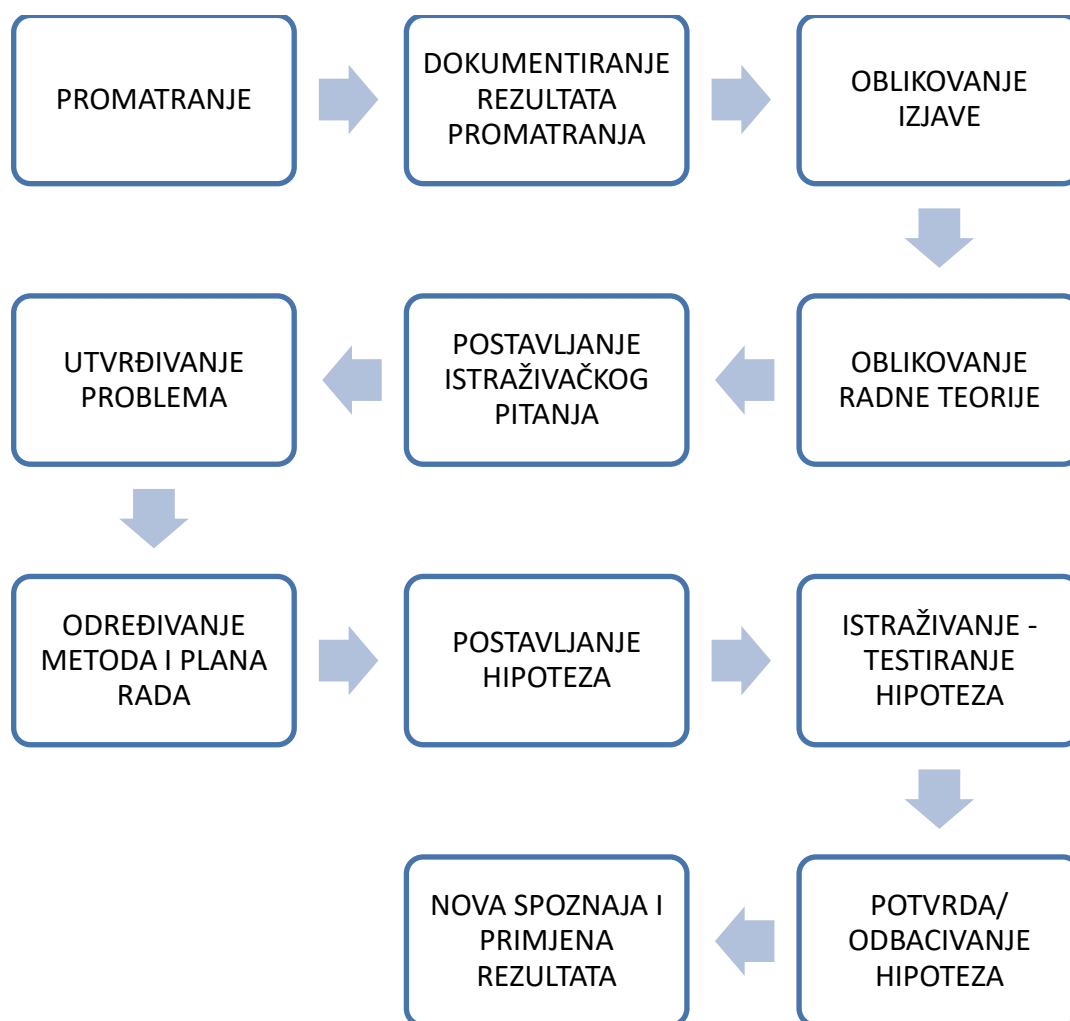 PROMATRANJE
DOKUMENTIRANJE
REZULTATA
PROMATRANJA
OBLIKOVANJE
IZJAVE
OBLIKOVANJE
RADNE TEORIJE
POSTAVLJANJE
ISTRAŽIVAČKOG
PITANJA
UTVRĐIVANJE
PROBLEMA
ODREĐIVANJE
METODA I PLANA
RADA
POSTAVLJANJE
HIPOTEZA
ISTRAŽIVANJE -
TESTIRANJE
HIPOTEZA
POTVRDA/
ODBACIVANJE
HIPOTEZA
NOVA SPOZNAJA I
PRIMJENA
REZULTATA